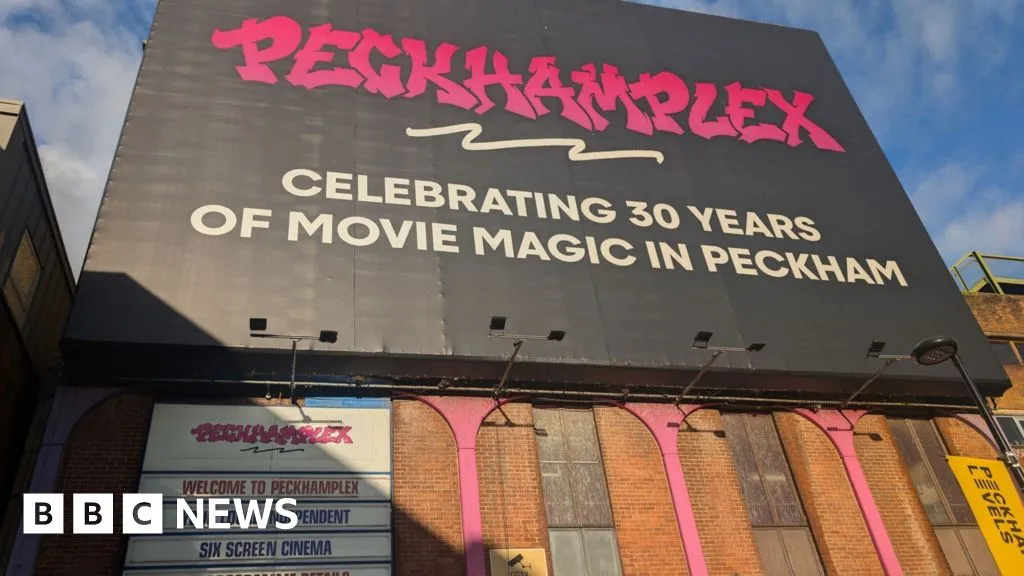 PECKHAMPLEX
CELEBRATING 30 YEARS
OF MOVIE MAGIC IN PECKHAM
PECKHAMPLEX
WELCOME TO PECKHAMPLEX
SIX SCREEN CINEMA
BBC NEWS
PECKHAM
LEVELS